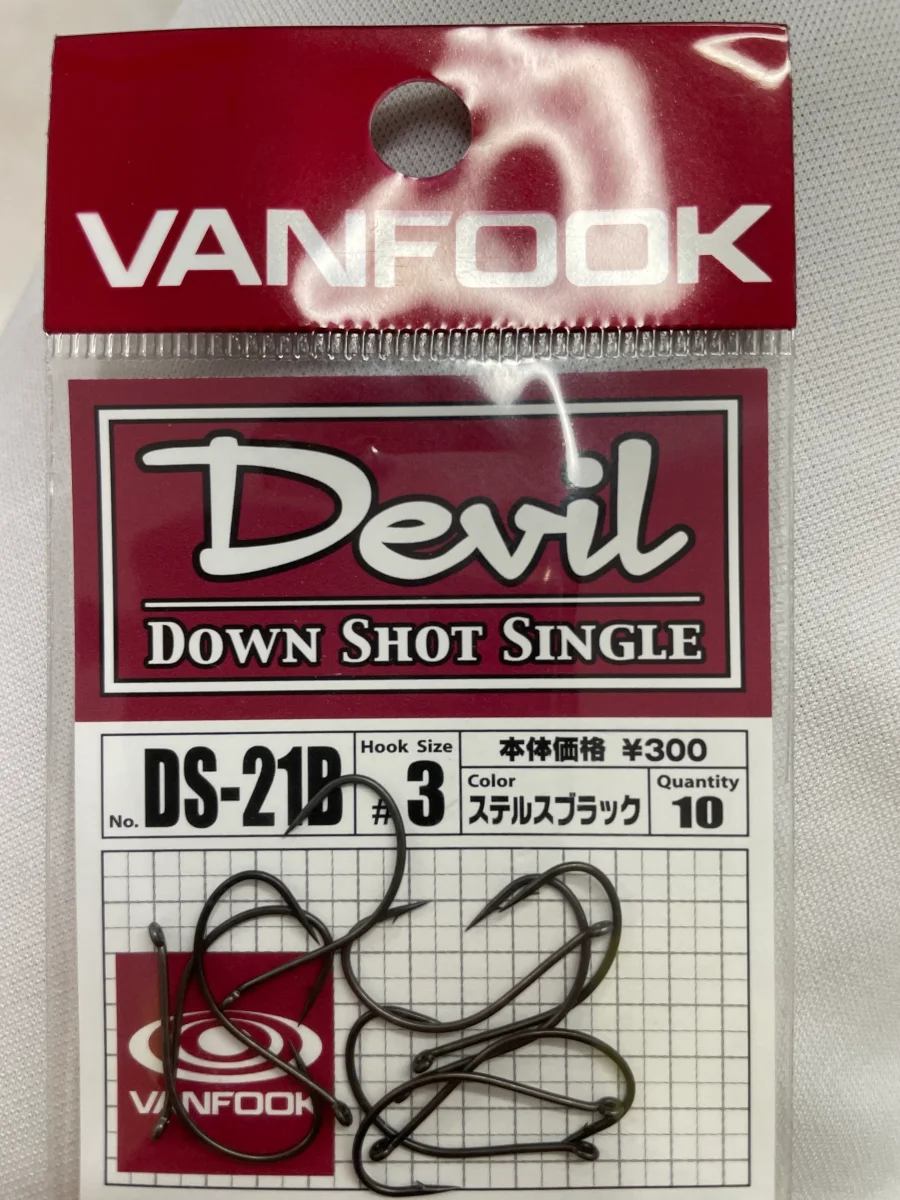 VANFOOK
Devil
DOWN SHOT SINGLE
No. DS-21B
Hook Size
#3
本体価格 ¥300
Color
ステルスブラック
Quantity
10
VANFOOK